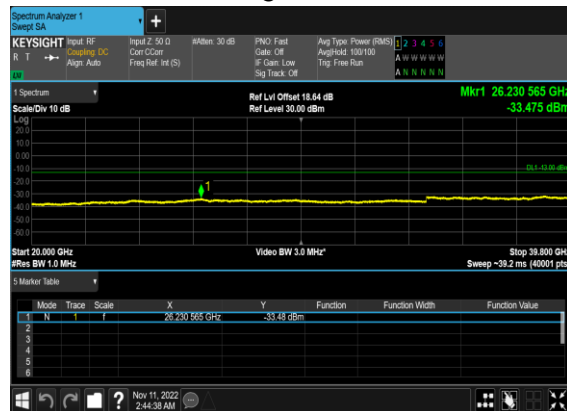 Spectrum Analyzer 1
Swept SA
KEYSIGHT Input: RF Input Z: 50 Ω #Atten: 30 dB PNO: Fast Avg Type: Power (RMS) 1 2 3 4 5 6
R T Coupling: DC Corr CCorr Gate: Off Avg|Hold: 100/100 A W W W W W
Align: Auto Freq Ref: Int (S) IF Gain: Low Trig: Free Run
Sig Track: Off A N N N N N
1 Spectrum Ref Lvl Offset 18.64 dB Mkr1 26.230 565 GHz
Scale/Div 10 dB Ref Level 30.00 dBm -33.475 dBm
Log
20.0
10.0
0.00
-10.0
DL1 -13.00 dBm
-20.0
1
-30.0
-40.0
-50.0
-60.0
Start 20.000 GHz Video BW 3.0 MHz* Stop 39.800 GHz
#Res BW 1.0 MHz Sweep ~39.2 ms (40001 pts
5 Marker Table
Mode Trace Scale X Y Function Function Width Function Value
1 N 1 f 26.230 565 GHz -33.48 dBm
2
3
4
5
6
? Nov 11, 2022
2:44:38 AM